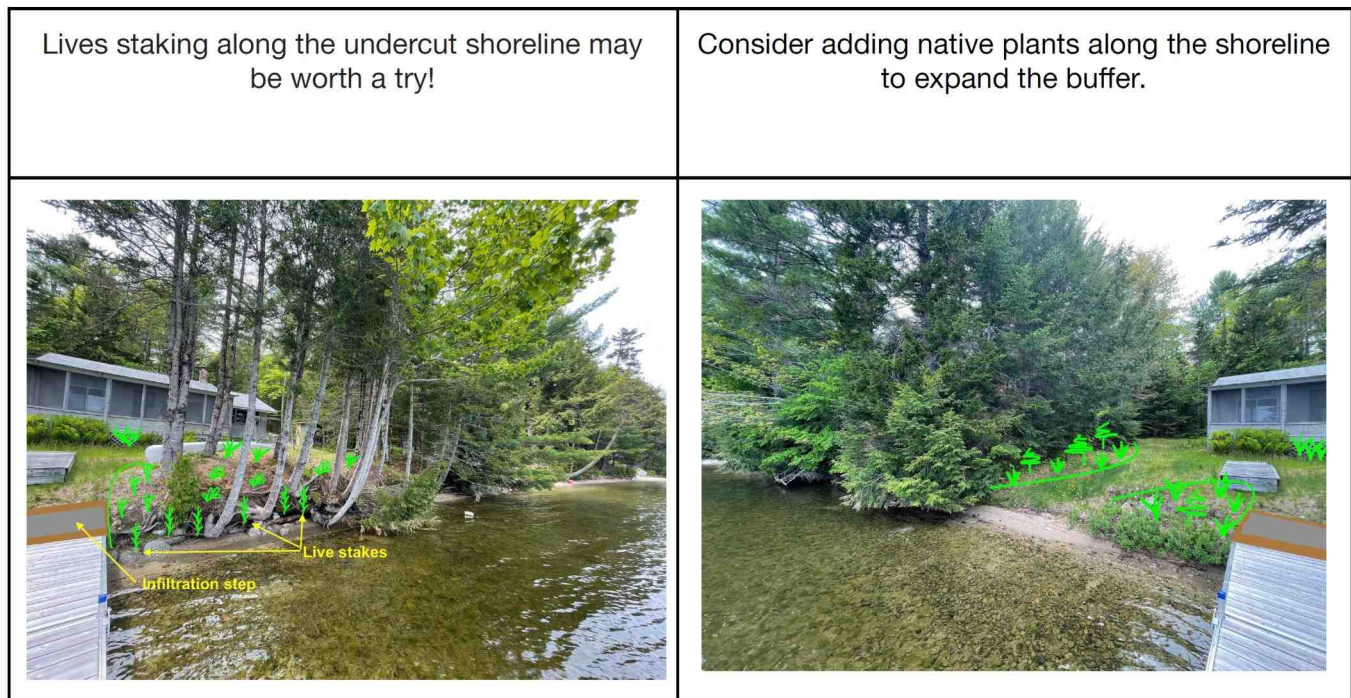 Lives staking along the undercut shoreline may
be worth a try!
Consider adding native plants along the shoreline
to expand the buffer.
Live stakes
Infiltration step